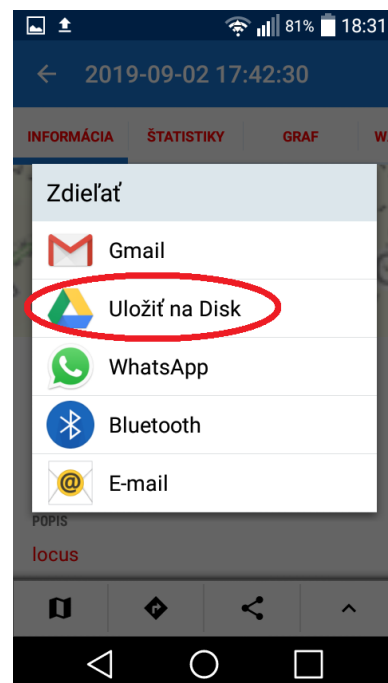 81% 18:31
2019-09-02 17:42:30
INFORMÁCIA ŠTATISTIKY GRAF W
Zdieľať
Gmail
Uložiť na Disk
WhatsApp
Bluetooth
E-mail
POPIS
locus